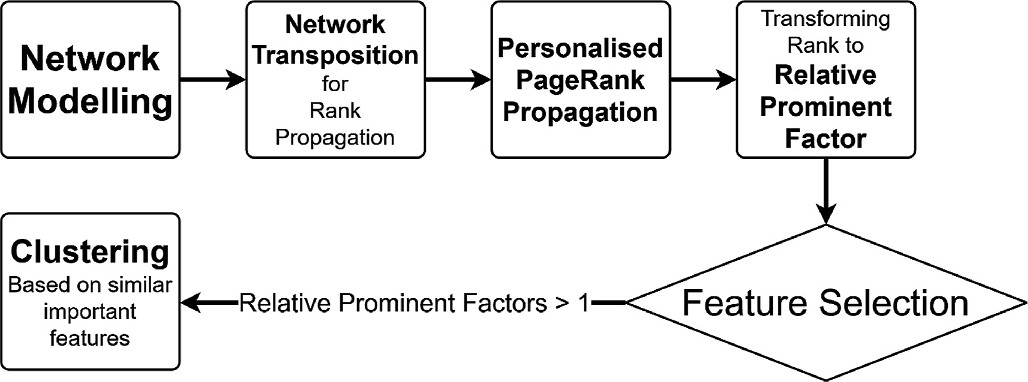 Network
Modelling
Network
Transposition
for
Rank
Propagation
Personalised
PageRank
Propagation
Transforming
Rank to
Relative
Prominent
Factor
Feature Selection
Relative Prominent Factors > 1
Clustering
Based on similar
important
features